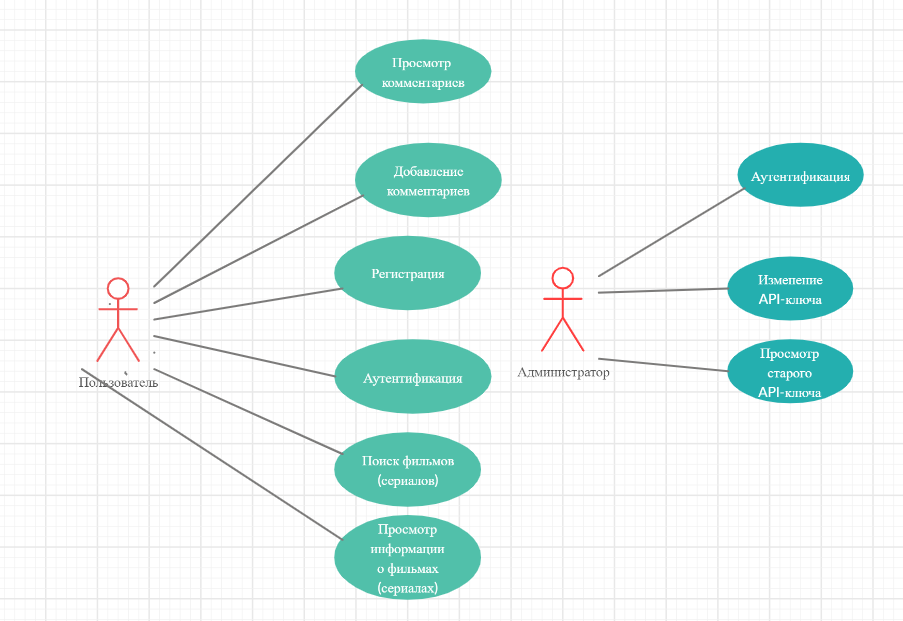 Просмотр
комментариев
Добавление
комментариев
Регистрация
Аутентификация
Поиск фильмов
(сериалов)
Просмотр
информации
о фильмах
(сериалах)
Пользователь
Аутентификация
Изменение
API-ключа
Просмотр
старого
API-ключа
Администратор